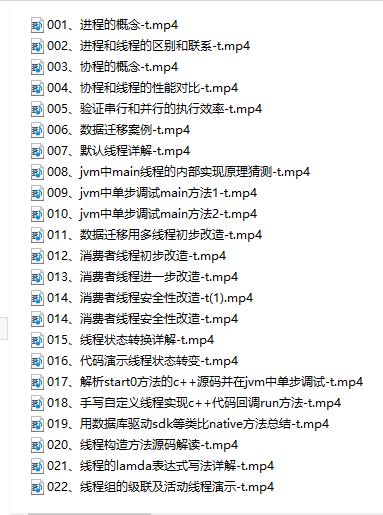 001、进程的概念-t.mp4
002、进程和线程的区别和联系-t.mp4
003、协程的概念-t.mp4
004、协程和线程的性能对比-t.mp4
005、验证串行和并行的执行效率-t.mp4
006、数据迁移案例-t.mp4
007、默认线程详解-t.mp4
008、jvm中main线程的内部实现原理猜测-t.mp4
009、jvm中单步调试main方法1-t.mp4
010、jvm中单步调试main方法2-t.mp4
011、数据迁移用多线程初步改造-t.mp4
012、消费者线程初步改造-t.mp4
013、消费者线程进一步改造-t.mp4
014、消费者线程安全性改造-t(1).mp4
014、消费者线程安全性改造-t.mp4
015、线程状态转换详解-t.mp4
016、代码演示线程状态转变-t.mp4
017、解析start0方法的c++源码并在jvm中单步调试-t.mp4
018、手写自定义线程实现c++代码回调run方法-t.mp4
019、用数据库驱动sdk等类比native方法总结-t.mp4
020、线程构造方法源码解读-t.mp4
021、线程的lamda表达式写法详解-t.mp4
022、线程组的级联及活动线程演示-t.mp4